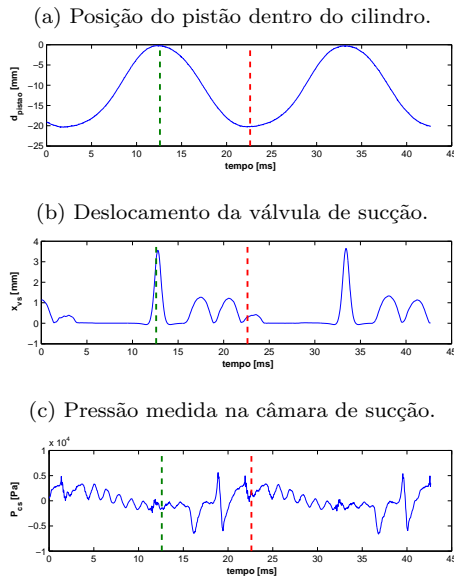 (a) Posição do pistão dentro do cilindro.
0
−5
−10
−15
−20
−25
d_pistao [mm]
0 5 10 15 20 25 30 35 40 45
tempo [ms]
(b) Deslocamento da válvula de sucção.
4
3
2
1
0
x_vs [mm]
0 5 10 15 20 25 30 35 40 45
tempo [ms]
(c) Pressão medida na câmara de sucção.
x 10^4
1
0.5
0
−0.5
−1
P_cs [Pa]
0 5 10 15 20 25 30 35 40 45
tempo [ms]